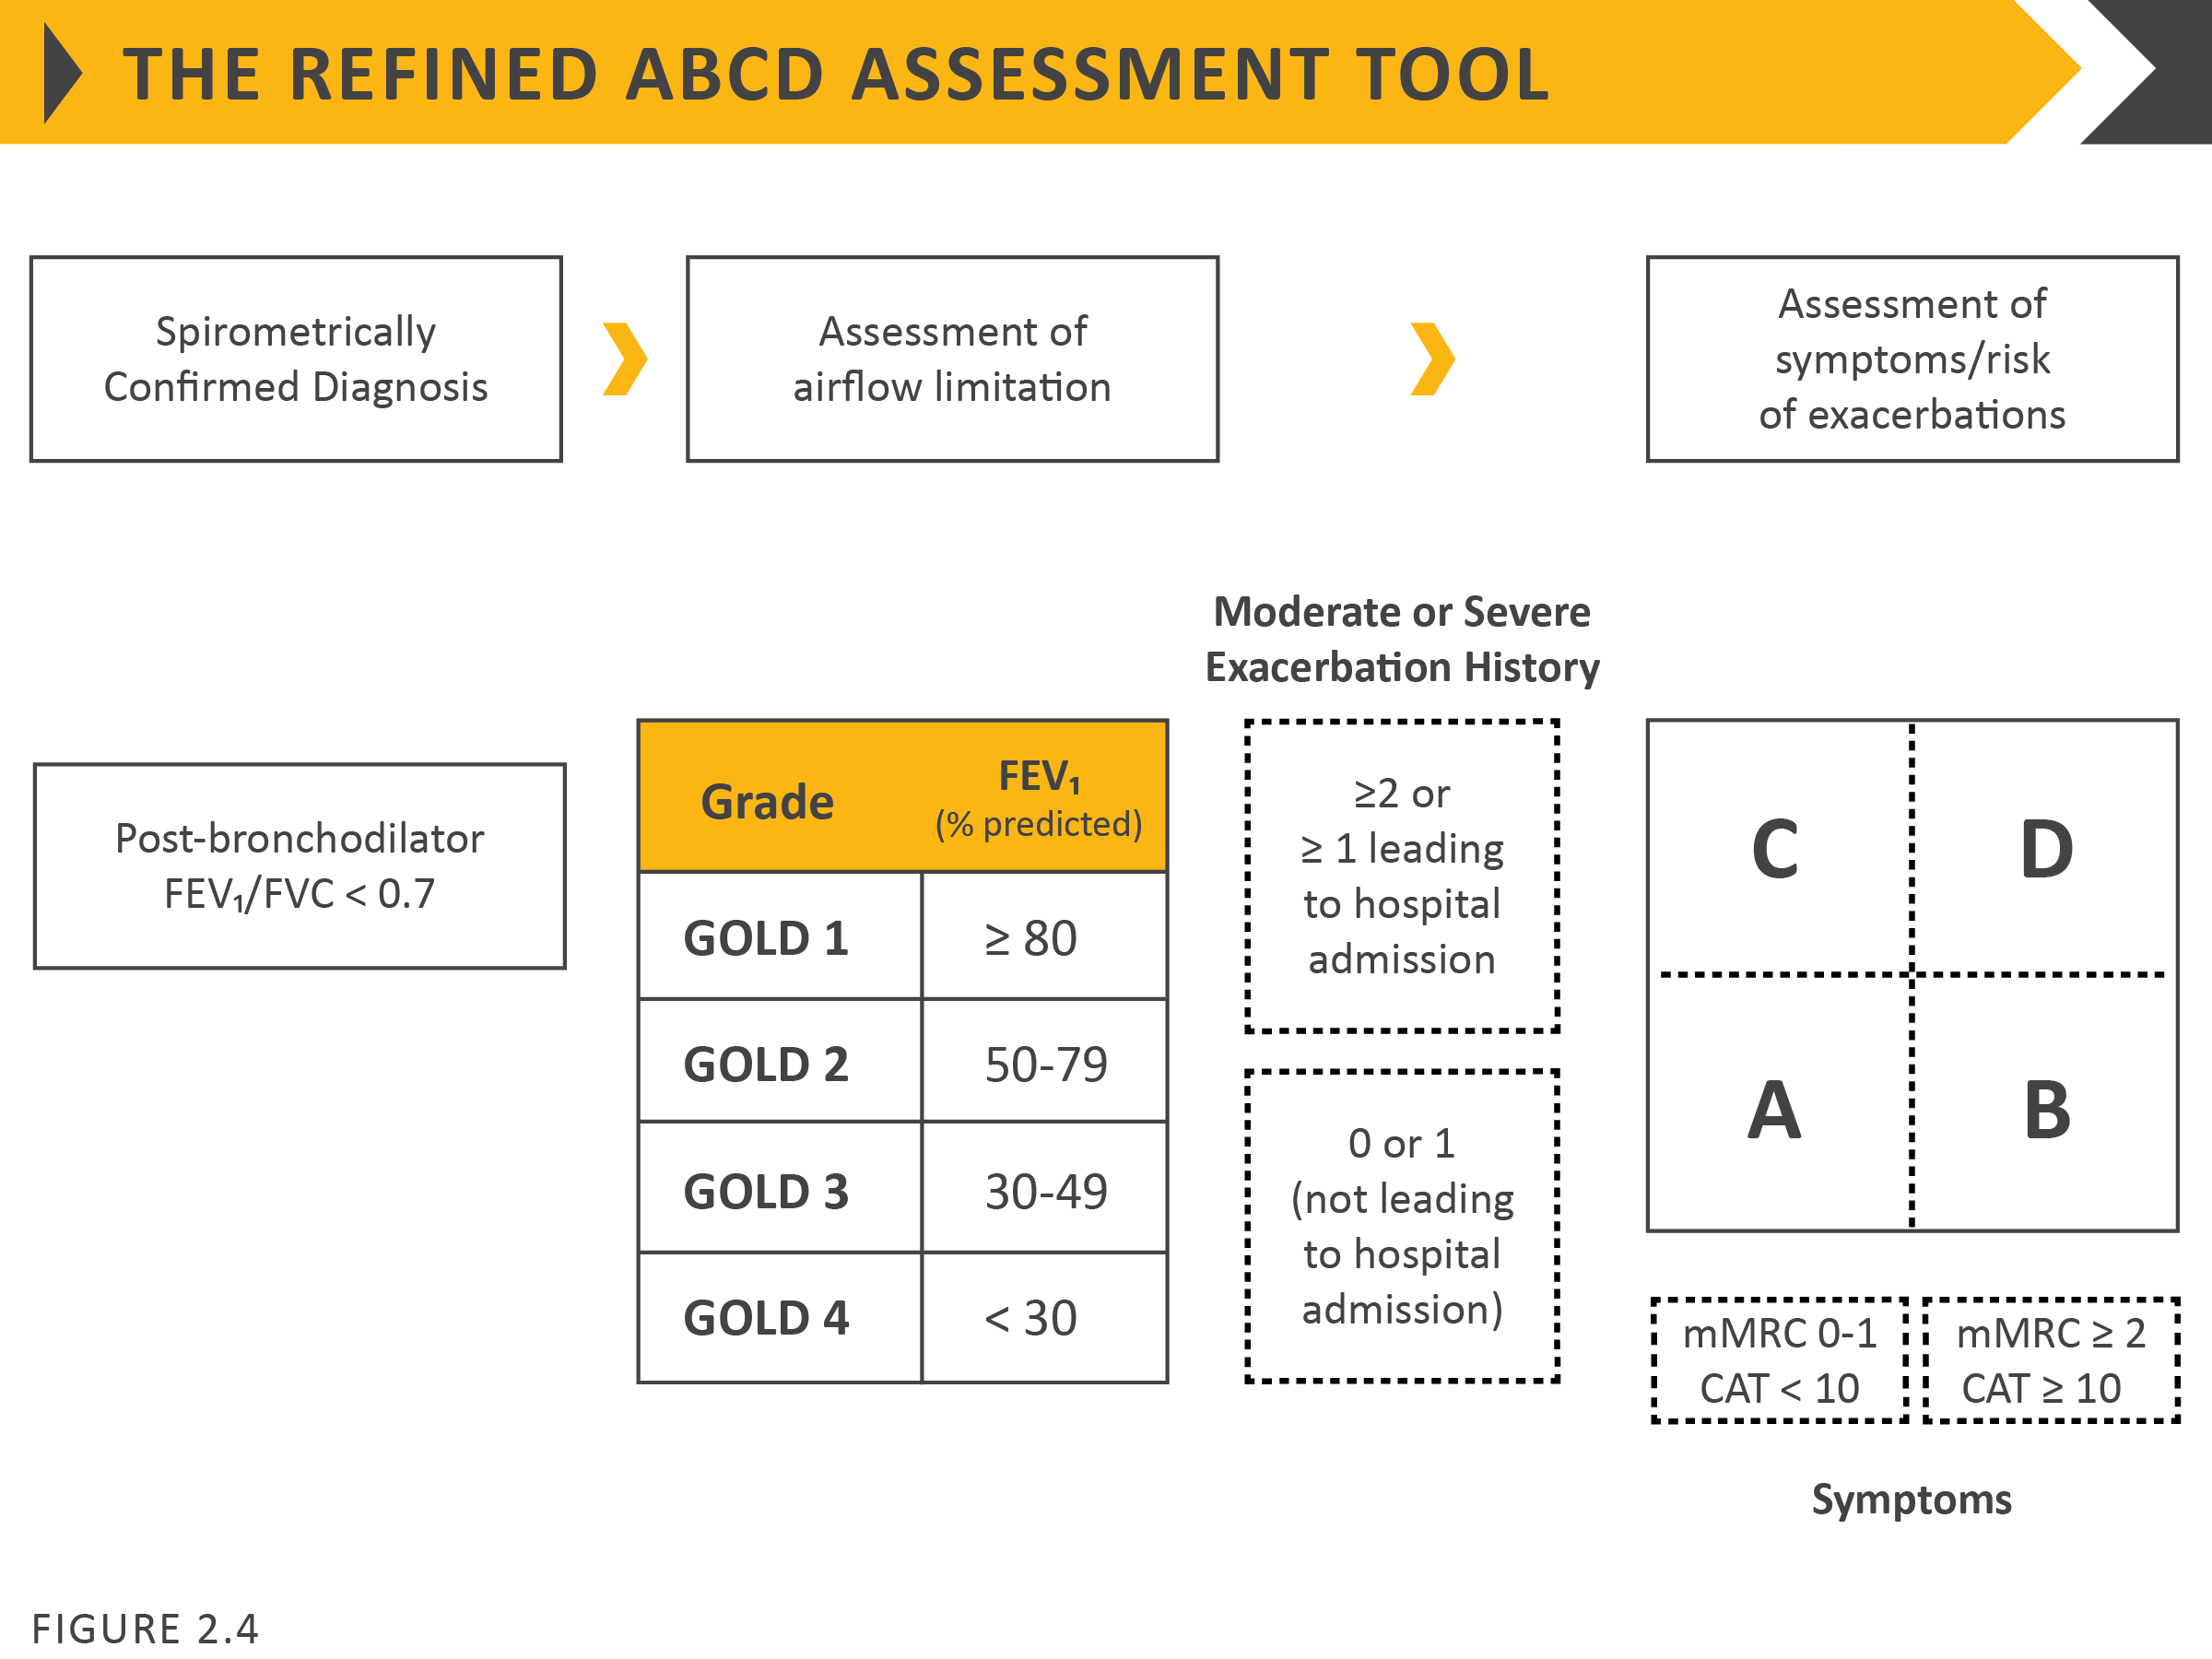 THE REFINED ABCD ASSESSMENT TOOL
Spirometrically
Confirmed Diagnosis
Assessment of
airflow limitation
Assessment of
symptoms/risk
of exacerbations
Post-bronchodilator
FEV₁/FVC < 0.7
Grade
FEV₁
(% predicted)
GOLD 1
≥ 80
GOLD 2
50-79
GOLD 3
30-49
GOLD 4
< 30
Moderate or Severe
Exacerbation History
≥2 or
≥ 1 leading
to hospital
admission
0 or 1
(not leading
to hospital
admission)
C
D
A
B
mMRC 0-1
CAT < 10
mMRC ≥ 2
CAT ≥ 10
Symptoms
FIGURE 2.4